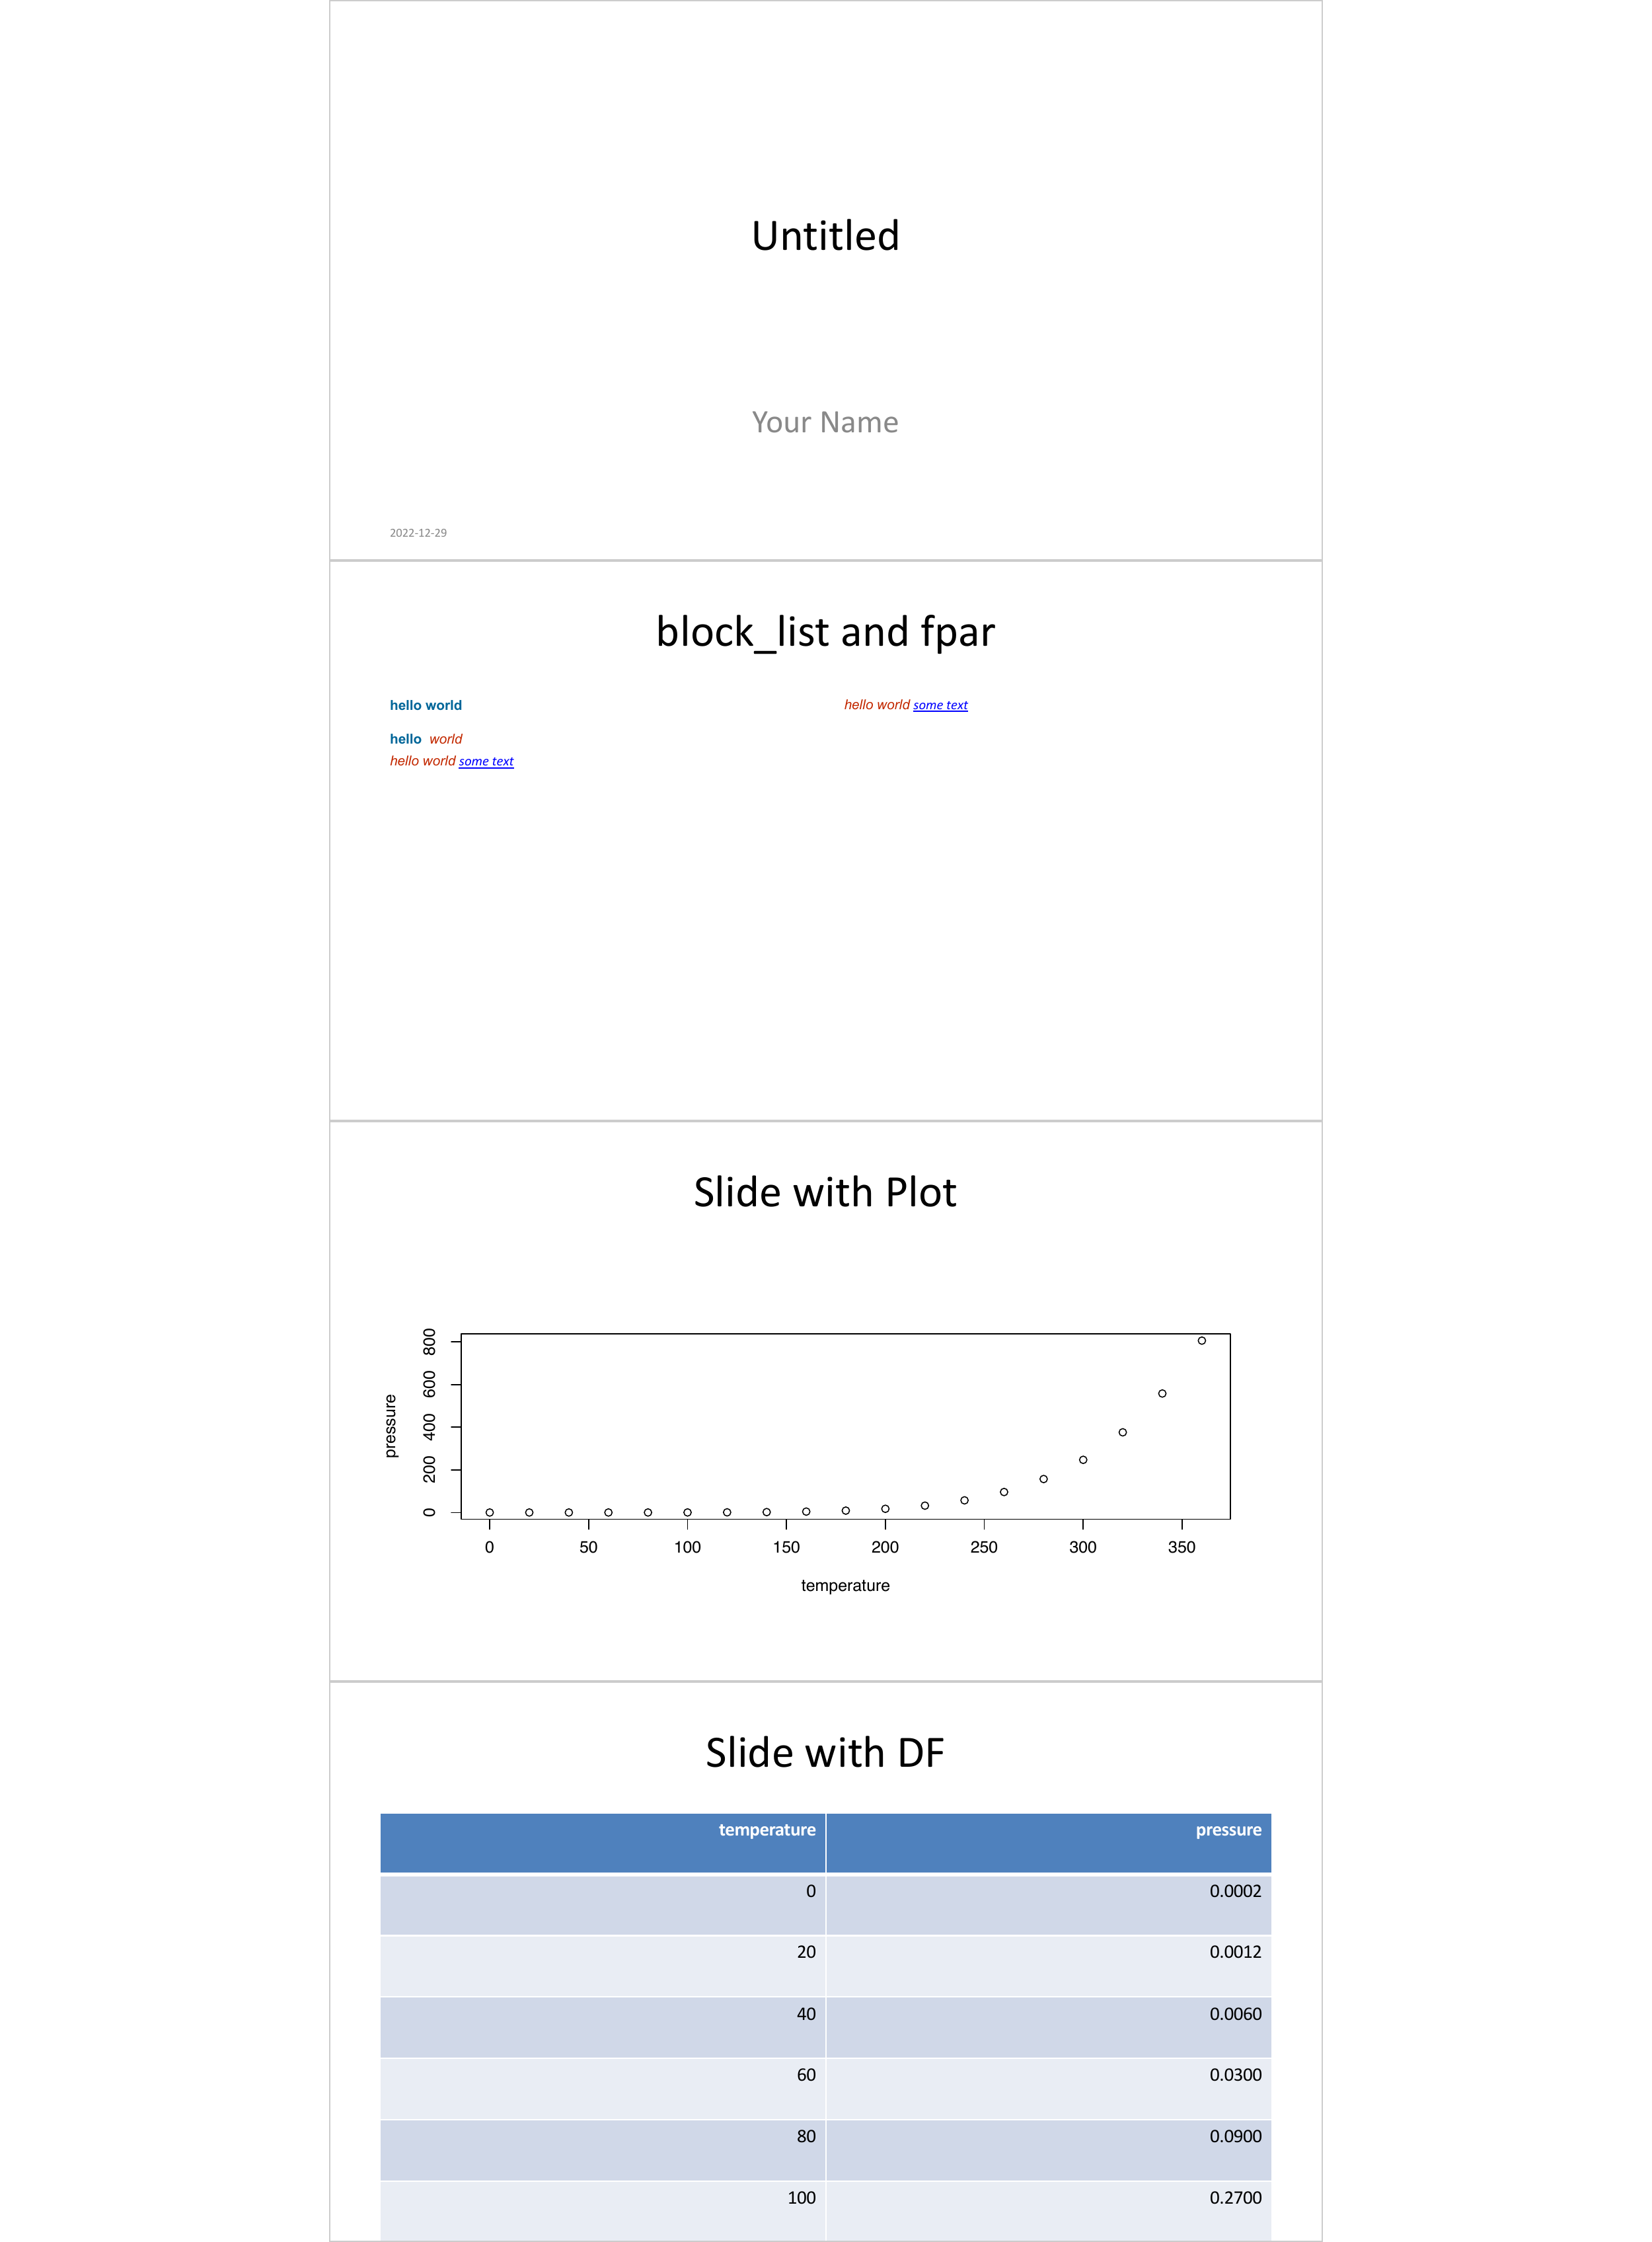 Untitled
Your Name
2022-12-29
block_list and fpar
hello world
hello world
hello world some text
hello world some text
Slide with Plot
pressure
0 200 400 600 800
0 50 100 150 200 250 300 350
temperature
Slide with DF
temperature pressure
0 0.0002
20 0.0012
40 0.0060
60 0.0300
80 0.0900
100 0.2700